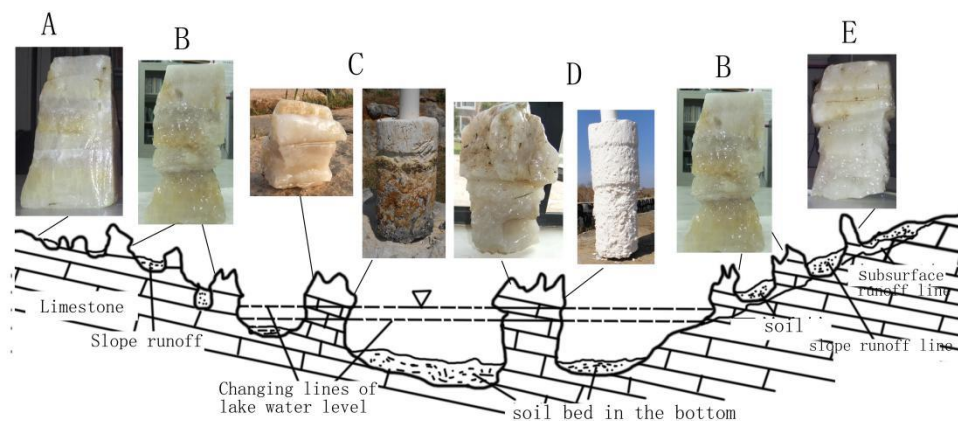 A
B
C
D
B
E
Limestone
Slope runoff
Changing lines of
lake water level
soil bed in the bottom
soil
Subsurface
runoff line
slope runoff line